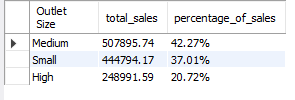 Outlet Size total_sales percentage_of_sales
Medium 507895.74 42.27%
Small 444794.17 37.01%
High 248991.59 20.72%